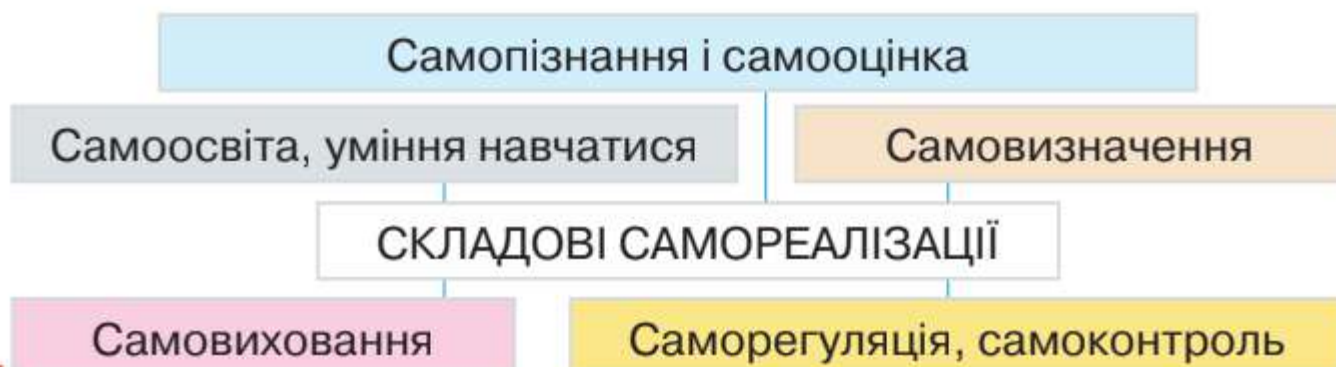 Самопізнання і самооцінка
Самоосвіта, уміння навчатися
Самовизначення
СКЛАДОВІ САМОРЕАЛІЗАЦІЇ
Самовиховання
Саморегуляція, самоконтроль